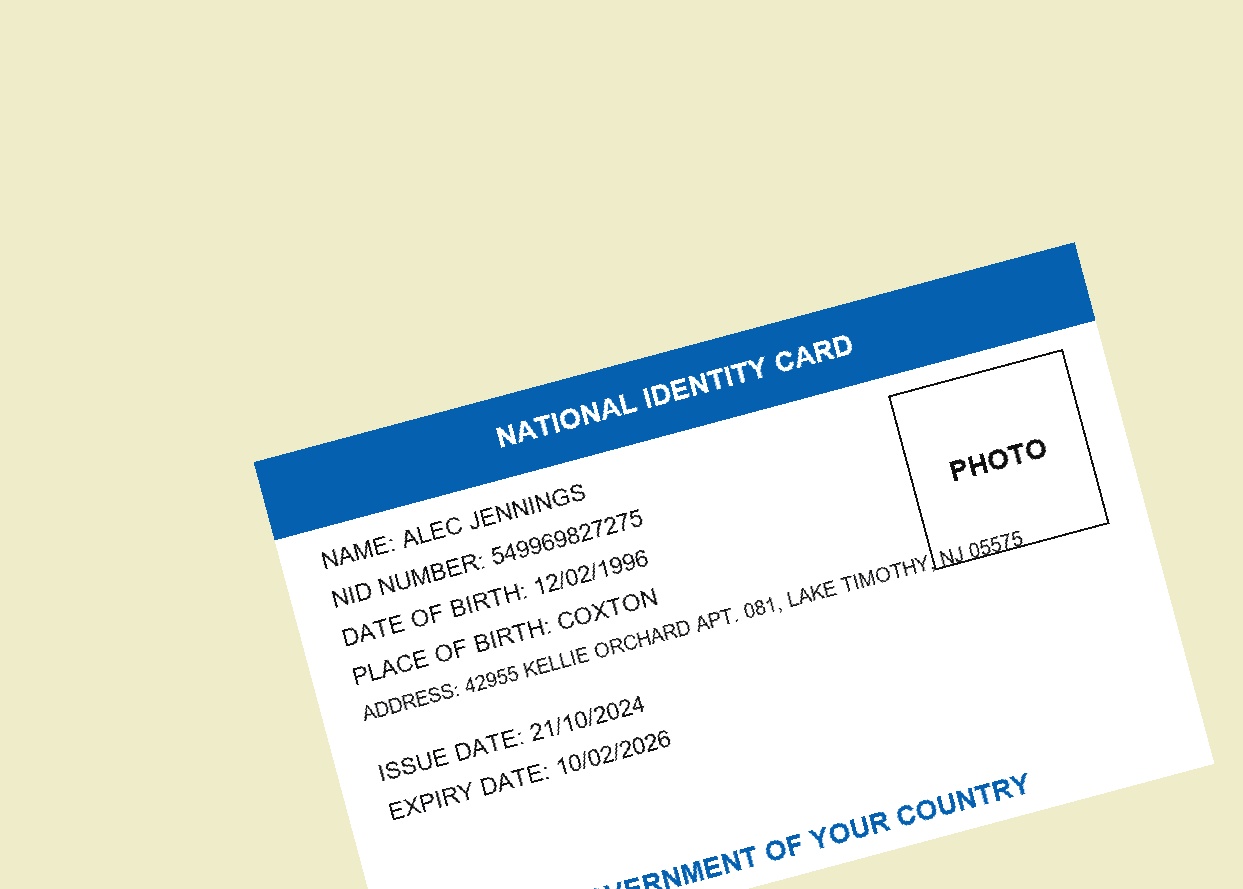 NATIONAL IDENTITY CARD
PHOTO
NAME: ALEC JENNINGS
NID NUMBER: 549969827275
DATE OF BIRTH: 12/02/1996
PLACE OF BIRTH: COXTON
ADDRESS: 42955 KELLIE ORCHARD APT. 081, LAKE TIMOTHY, NJ 05575
ISSUE DATE: 21/10/2024
EXPIRY DATE: 10/02/2026
OF YOUR COUNTRY